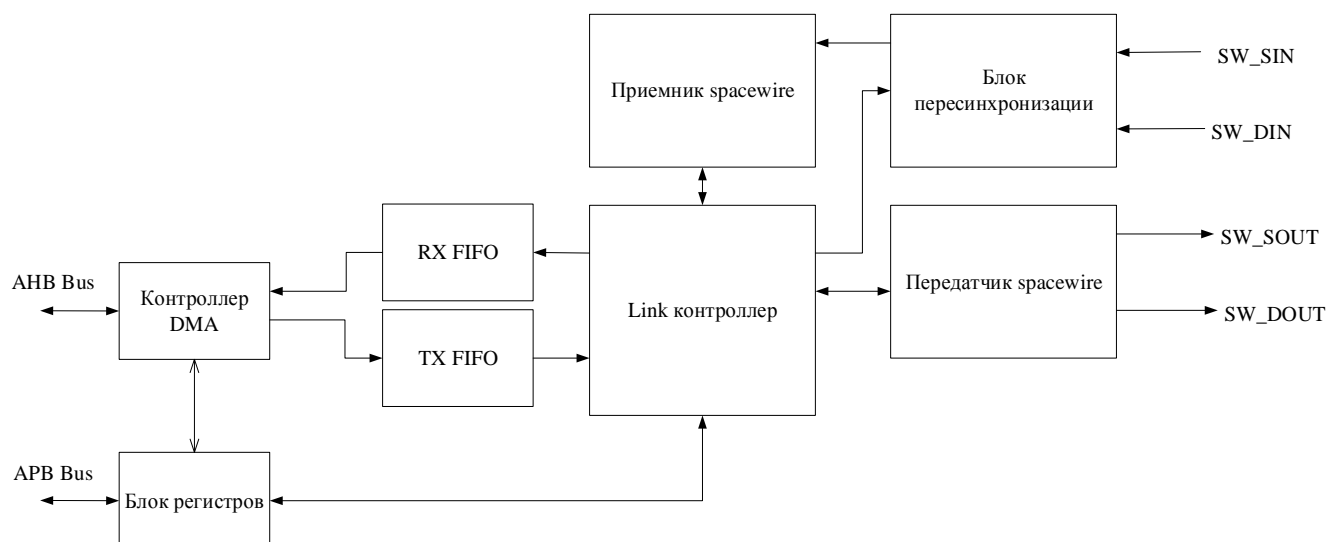 Приемник spacewire
Блок
пересинхронизации
SW_SIN
SW_DIN
RX FIFO
SW_SOUT
AHB Bus
Контроллер
DMA
Link контроллер
Передатчик spacewire
SW_DOUT
TX FIFO
APB Bus
Блок регистров